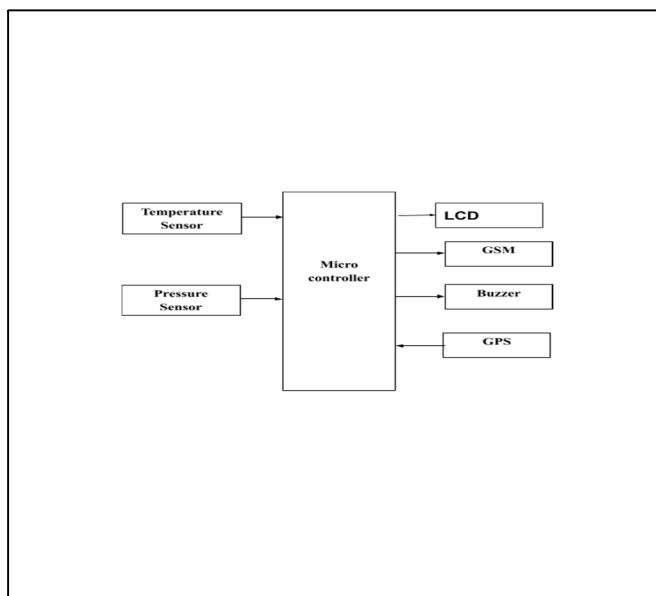 Temperature
Sensor
Pressure
Sensor
Micro
controller
LCD
GSM
Buzzer
GPS